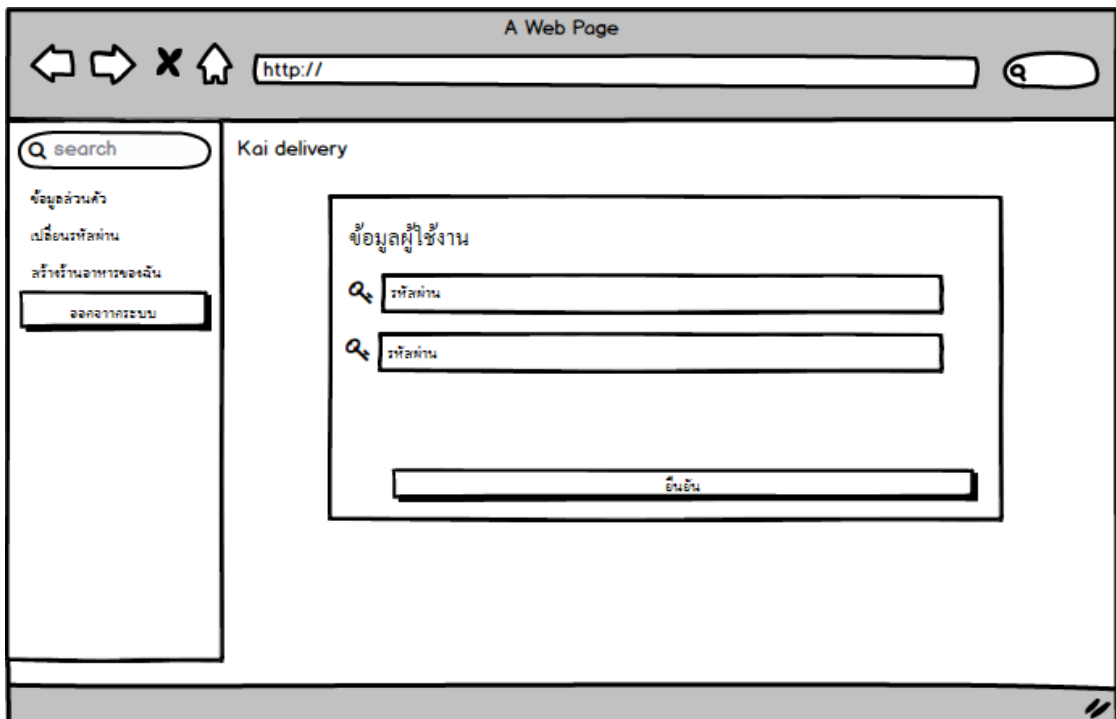 A Web Page
http://
search
Kai delivery
ข้อมูลส่วนตัว
เปลี่ยนรหัสผ่าน
สร้างร้านอาหารของฉัน
ออกจากระบบ
ข้อมูลผู้ใช้งาน
รหัสผ่าน
รหัสผ่าน
ยืนยัน